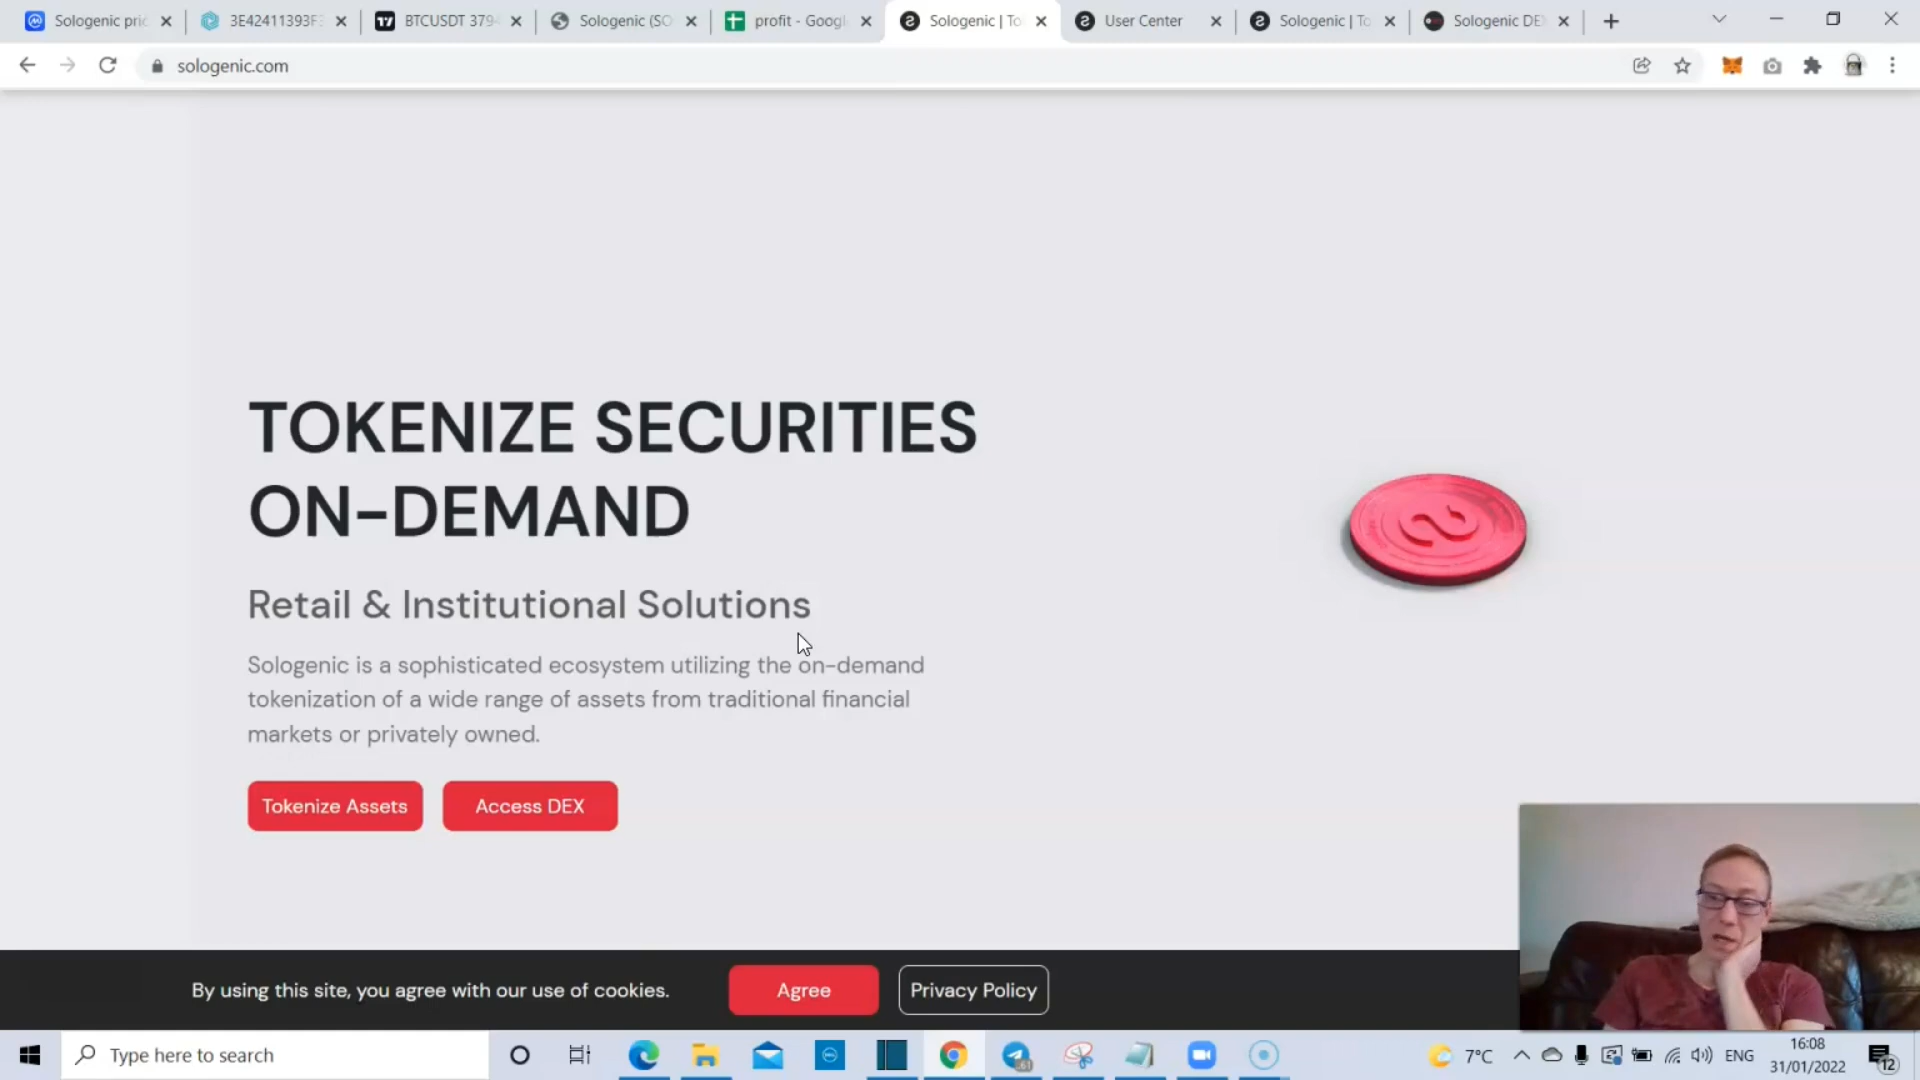 Sologenic pric
3E42411393F3
BTCUSDT 3794
Sologenic (SO
profit - Googl
Sologenic | To
User Center
Sologenic | To
Sologenic DE
sologenic.com
TOKENIZE SECURITIES
ON-DEMAND
Retail & Institutional Solutions
Sologenic is a sophisticated ecosystem utilizing the on-demand
tokenization of a wide range of assets from traditional financial
markets or privately owned.
Tokenize Assets
Access DEX
By using this site, you agree with our use of cookies.
Agree
Privacy Policy
Type here to search
7°C
ENG
16:08
31/01/2022
12